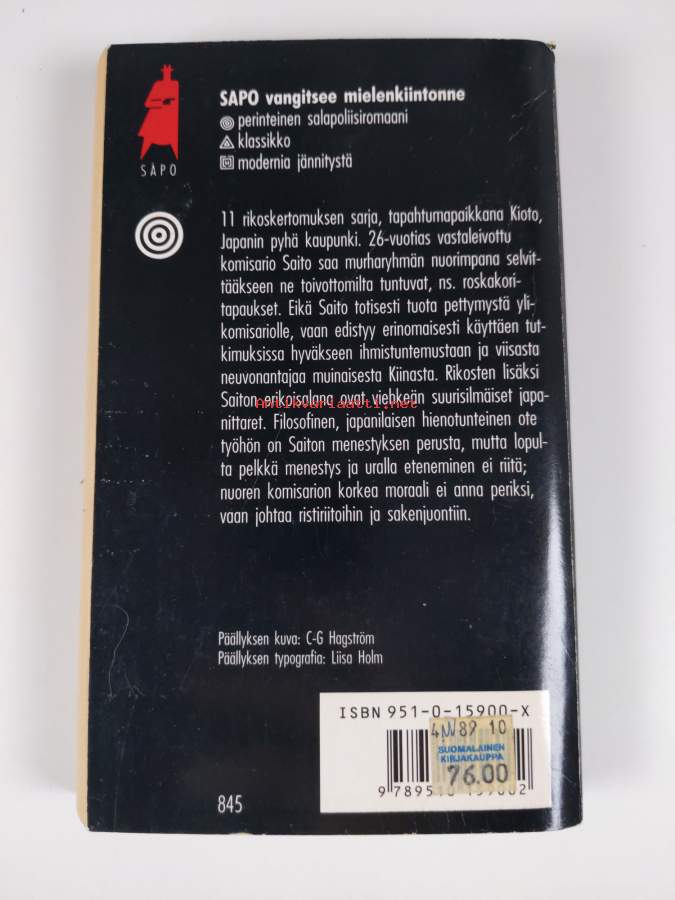 SAPO vangitsee mielenkiintonne
perinteinen salapoliisiromaani
klassikko
modernia jännitystä
SAPO
11 rikoskertomuksen sarja, tapahtumapaikkana Kioto,
Japanin pyhä kaupunki. 26-vuotias vastaleivottu
komisario Saito saa murharyhmän nuorimpana selvit-
tääkseen ne toivottomilta tuntuvat, ns. roskakori-
tapaukset. Eikä Saito totisesti tuota pettymystä yli-
komisariolle, vaan edistyy erinomaisesti käyttäen tut-
kimuksissa hyväkseen ihmistuntemustaan ja viisasta
neuvonantajaa muinaisesta Kiinasta. Rikosten lisäksi
Saiton erikoisalana ovat viehkeän suurisilmäiset japa-
Antikvariaatti.net
nittaret. Filosofinen, japanilaisen hienotunteinen ote
työhön on Saiton menestyksen perusta, mutta lopul-
ta pelkkä menestys ja uralla eteneminen ei riitä;
nuoren komisarion korkea moraali ei anna periksi,
vaan johtaa ristiriitoihin ja sakenjuontiin.
Päällyksen kuva: C-G Hagström
Päällyksen typografia: Liisa Holm
ISBN 951-0-15900-X
89 10
SUOMALAINEN
KIRJAKAUPPA
76.00
845